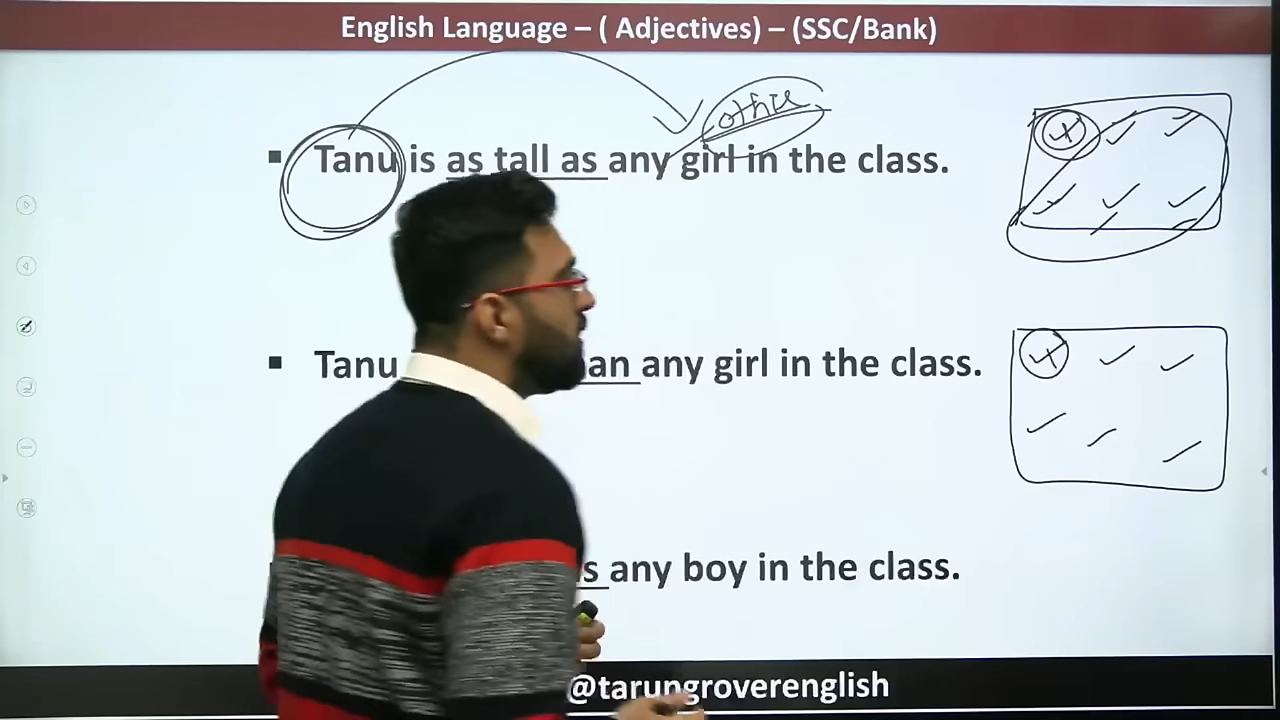 English Language – ( Adjectives) – (SSC/Bank)
other
Tanu is as tall as any girl in the class.
Tanu an any girl in the class.
s any boy in the class.
@tarungroverenglish